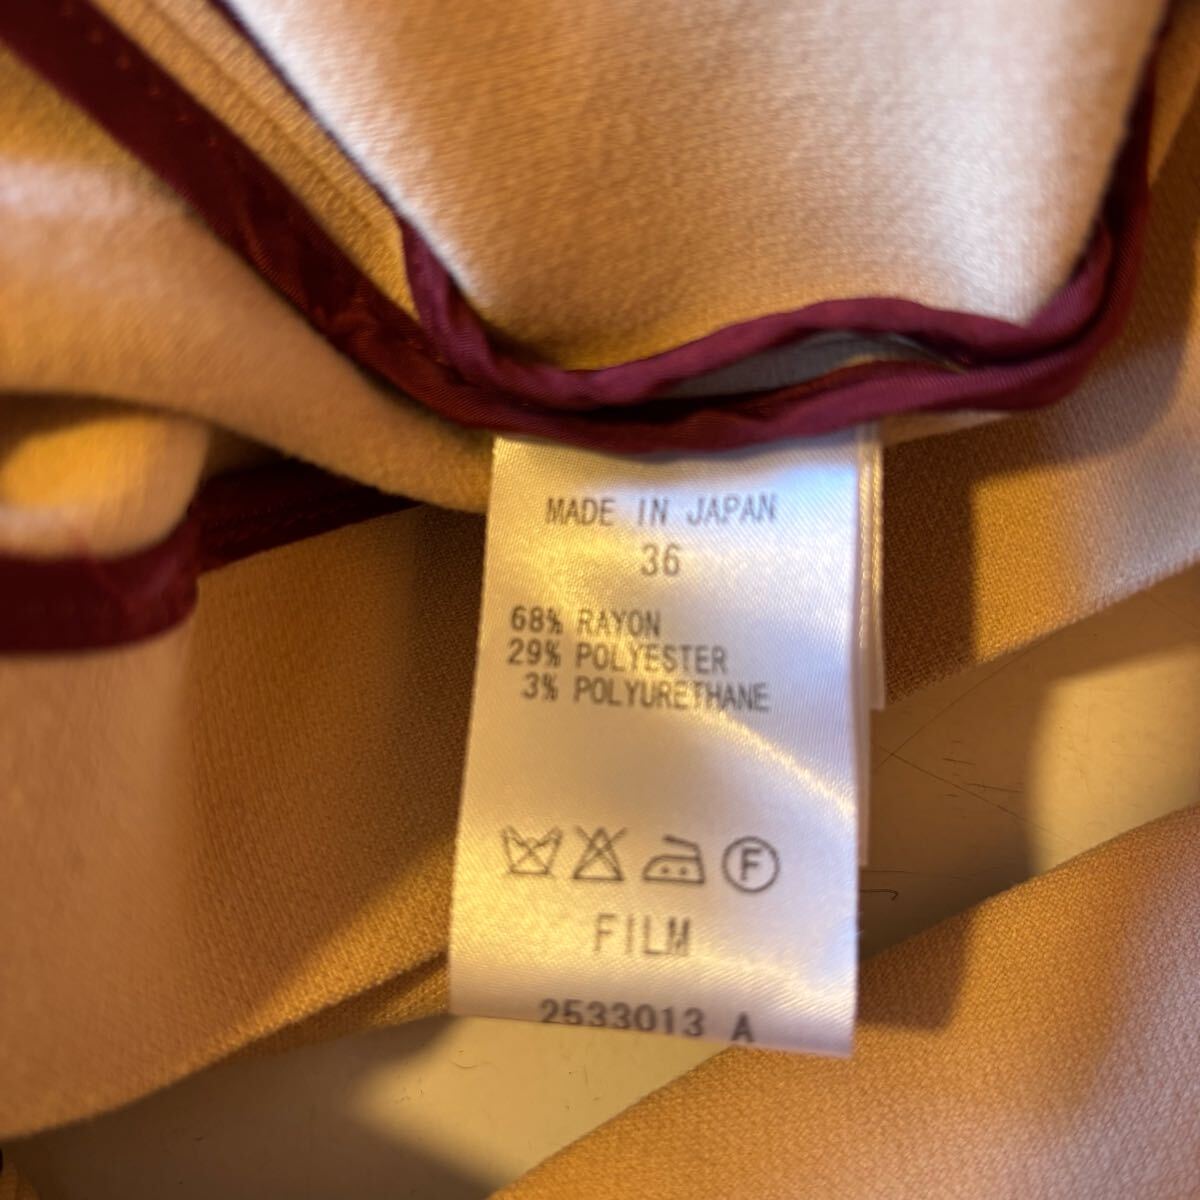 MADE IN JAPAN
36
68% RAYON
29% POLYESTER
3% POLYURETHANE
F
FILM
2533013 A